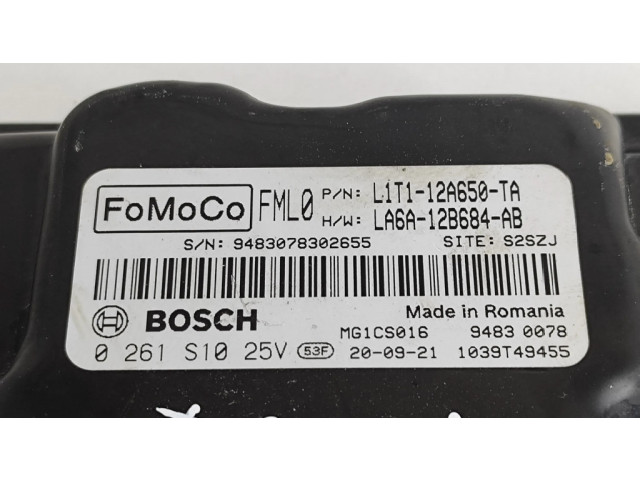 FoMoCo FML0 P/N: L1T1-12A650-TA
H/W: LA6A-12B684-AB
S/N: 9483078302655 SITE: S2SZJ
BOSCH Made in Romania
MG1CS016 9483 0078
0 261 S10 25V 53F 20-09-21 1039T49455